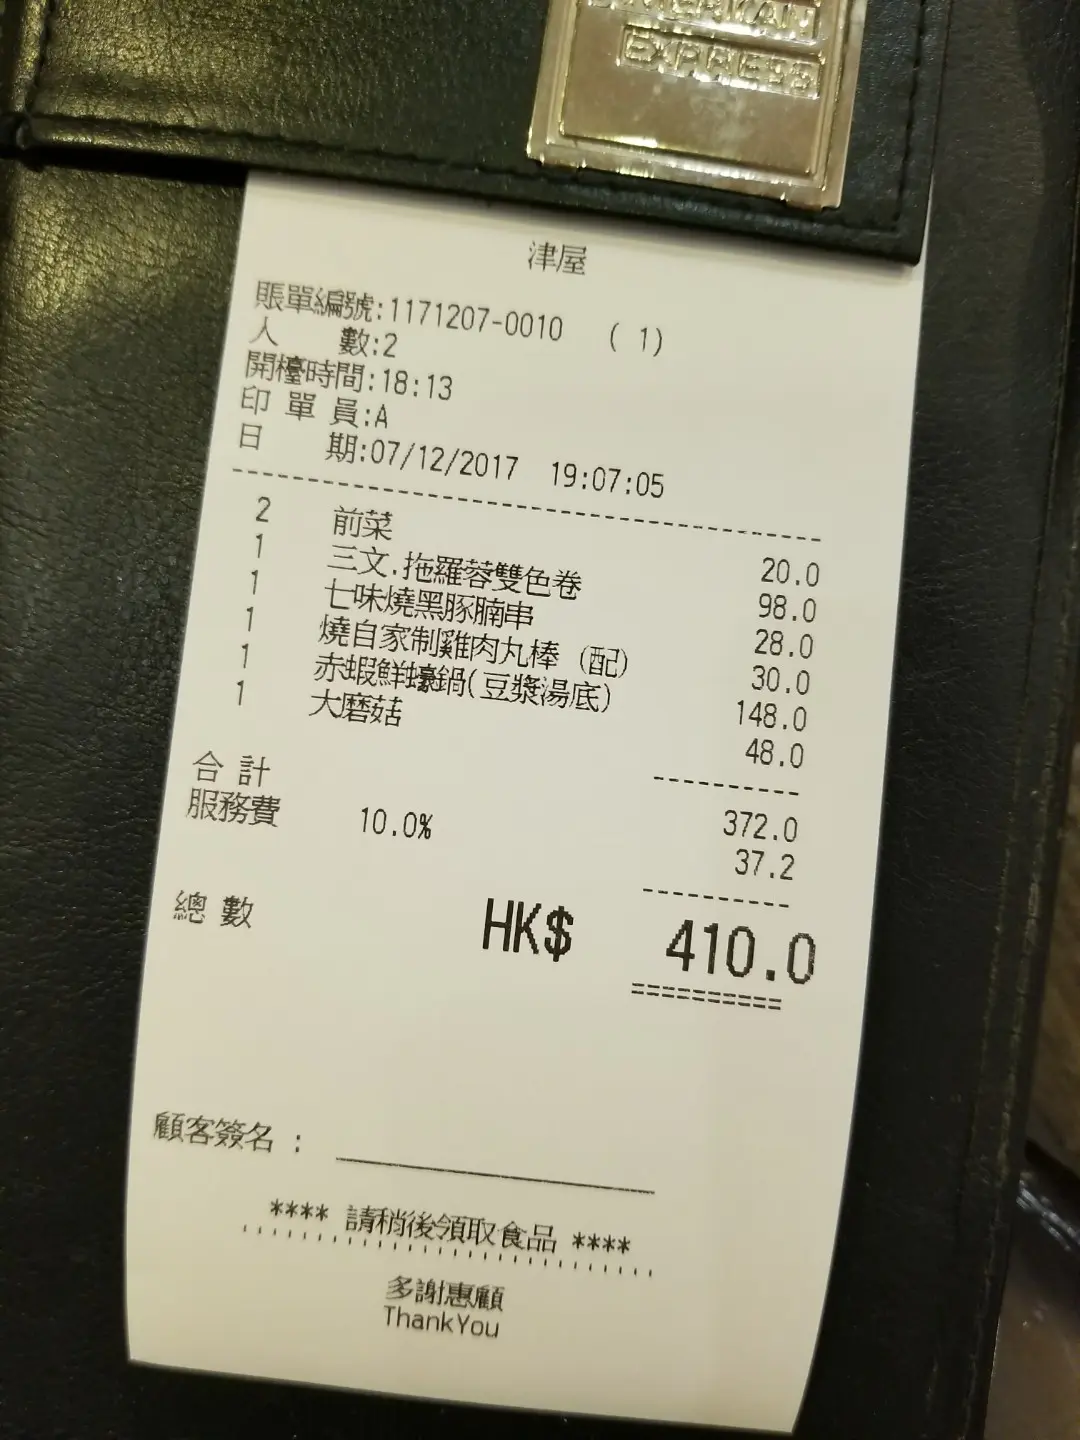 AMERICAN
EXPRESS
津屋
賬單編號:1171207-0010 ( 1)
人 數:2
開檯時間:18:13
印 單 員:A
日 期:07/12/2017 19:07:05
2 前菜 20.0
1 三文.拖羅蓉雙色卷 98.0
1 七味燒黑豚腩串 28.0
1 燒自家制雞肉丸棒 (配) 30.0
1 赤蝦鮮蠔鍋(豆漿湯底) 148.0
1 大磨菇 48.0
合 計 372.0
服務費 10.0% 37.2
總 數 HK$ 410.0
顧客簽名 :
**** 請稍後領取食品 ****
多謝惠顧
ThankYou